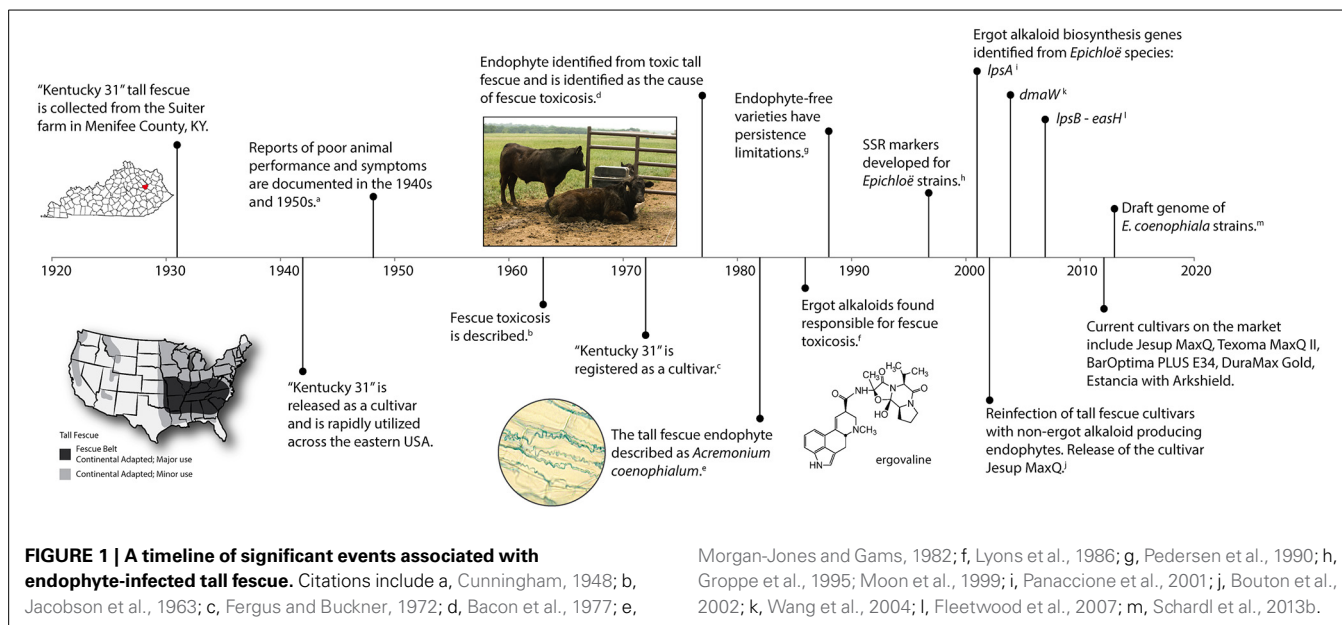 "Kentucky 31" tall fescue
is collected from the Suiter
farm in Menifee County, KY.
Reports of poor animal
performance and symptoms
are documented in the 1940s
and 1950s.a
Endophyte identified from toxic tall
fescue and is identified as the cause
of fescue toxicosis.d
Endophyte-free
varieties have
persistence
limitations.g
SSR markers
developed for
Epichloë strains.h
Ergot alkaloid biosynthesis genes
identified from Epichloë species:
lpsA i
dmaW k
lpsB - easH l
Draft genome of
E. coenophiala strains.m
1920 1930 1940 1950 1960 1970 1980 1990 2000 2010 2020
Tall Fescue
Fescue Belt
Continental Adapted; Major use
Continental Adapted; Minor use
"Kentucky 31" is
released as a cultivar
and is rapidly utilized
across the eastern USA.
Fescue toxicosis
is described.b
"Kentucky 31" is
registered as a cultivar.c
The tall fescue endophyte
described as Acremonium
coenophialum.e
Ergot alkaloids found
responsible for fescue
toxicosis.f
H3C
CH3
CH3
O
O
NH
O
N
O
N
HO
NCH3
HN
ergovaline
Reinfection of tall fescue cultivars
with non-ergot alkaloid producing
endophytes. Release of the cultivar
Jesup MaxQ.j
Current cultivars on the market
include Jesup MaxQ, Texoma MaxQ II,
BarOptima PLUS E34, DuraMax Gold,
Estancia with Arkshield.
FIGURE 1 | A timeline of significant events associated with
endophyte-infected tall fescue. Citations include a, Cunningham, 1948; b,
Jacobson et al., 1963; c, Fergus and Buckner, 1972; d, Bacon et al., 1977; e,
Morgan-Jones and Gams, 1982; f, Lyons et al., 1986; g, Pedersen et al., 1990; h,
Groppe et al., 1995; Moon et al., 1999; i, Panaccione et al., 2001; j, Bouton et al.,
2002; k, Wang et al., 2004; l, Fleetwood et al., 2007; m, Schardl et al., 2013b.